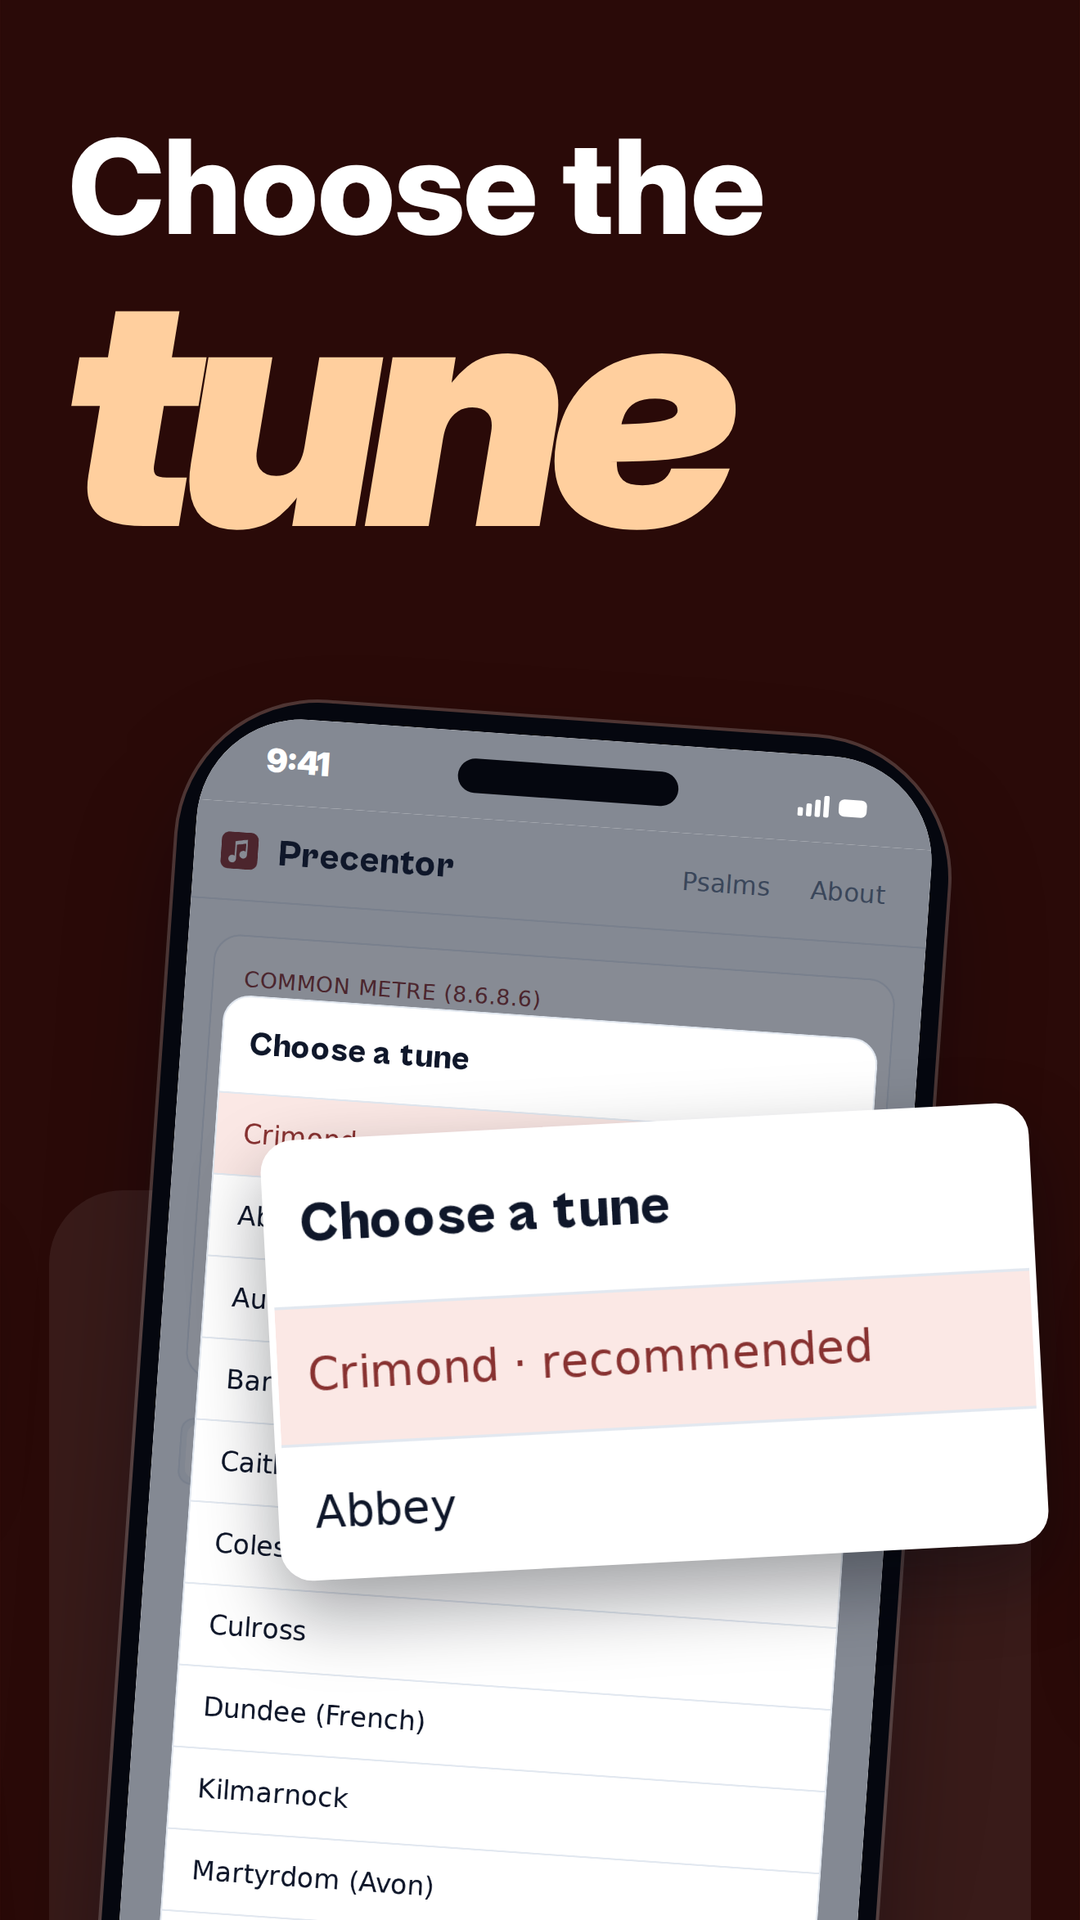 Choose the
tune
9:41
Precentor
Psalms About
COMMON METRE (8.6.8.6)
Choose a tune
Crimond
Choose a tune
Crimond · recommended
Abbey
Culross
Dundee (French)
Kilmarnock
Martyrdom (Avon)